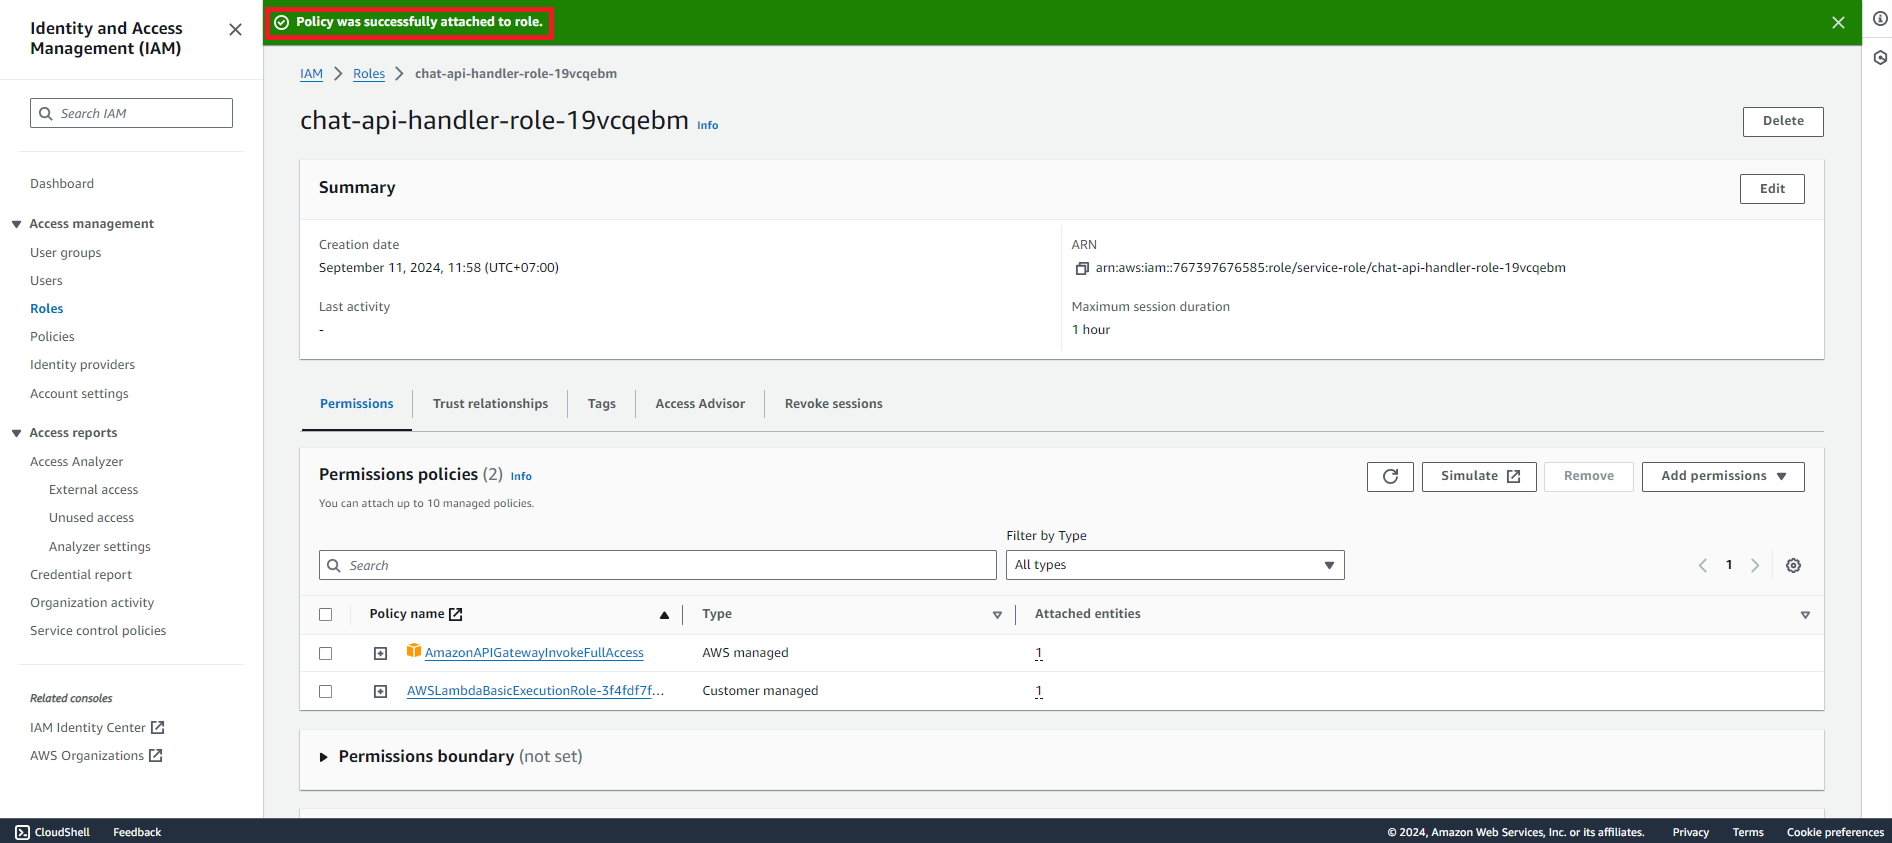 Identity and Access
Management (IAM)
Search IAM
Dashboard
Access management
User groups
Users
Roles
Policies
Identity providers
Account settings
Access reports
Access Analyzer
External access
Unused access
Analyzer settings
Credential report
Organization activity
Service control policies
Related consoles
IAM Identity Center
AWS Organizations
Policy was successfully attached to role.
IAM Roles chat-api-handler-role-19vcqebm
chat-api-handler-role-19vcqebm Info
Delete
Summary
Edit
Creation date
September 11, 2024, 11:58 (UTC+07:00)
Last activity
-
ARN
arn:aws:iam::767397676585:role/service-role/chat-api-handler-role-19vcqebm
Maximum session duration
1 hour
Permissions Trust relationships Tags Access Advisor Revoke sessions
Permissions policies (2) Info
Simulate Remove Add permissions
You can attach up to 10 managed policies.
Filter by Type
Search All types 1
Policy name Type Attached entities
AmazonAPIGatewayInvokeFullAccess AWS managed 1
AWSLambdaBasicExecutionRole-3f4fdf7f... Customer managed 1
Permissions boundary (not set)
CloudShell Feedback © 2024, Amazon Web Services, Inc. or its affiliates. Privacy Terms Cookie preferences